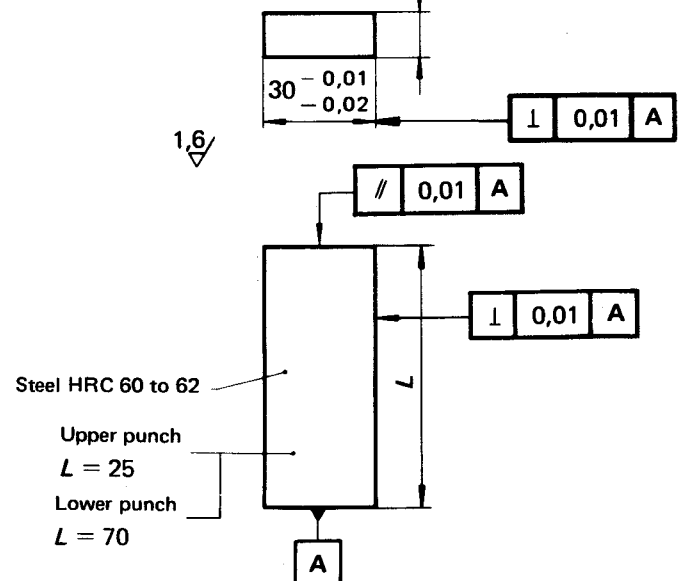 30 − 0,01
− 0,02
⊥ 0,01 A
1,6
// 0,01 A
⊥ 0,01 A
L
Steel HRC 60 to 62
Upper punch
L = 25
Lower punch
L = 70
A